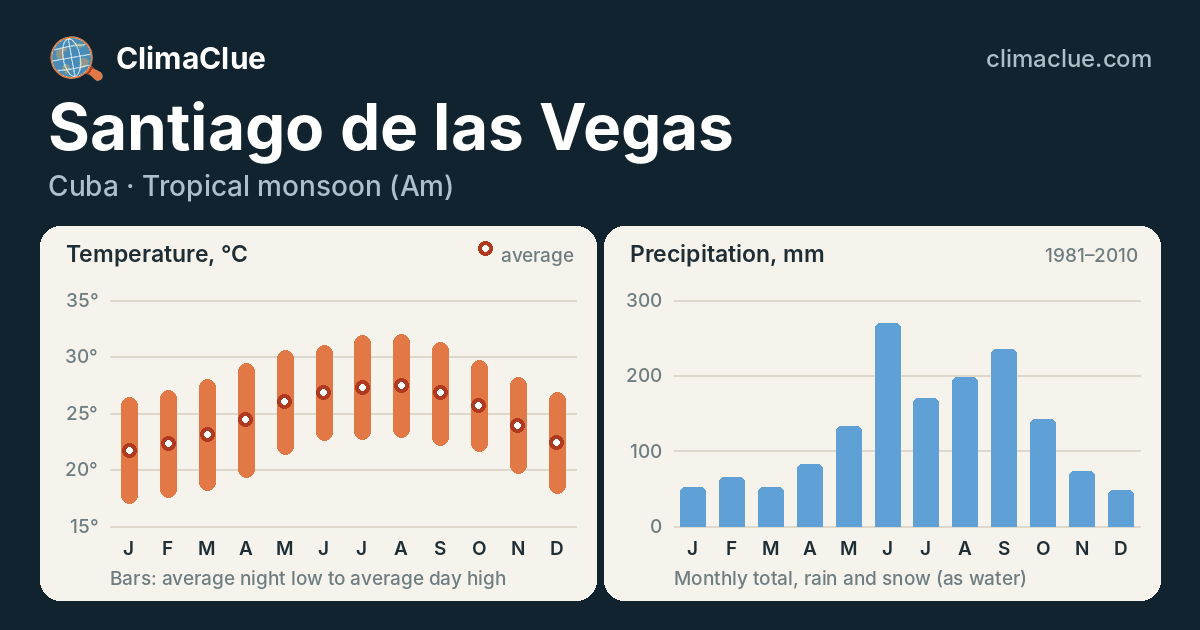 ClimaClue
climaclue.com
Santiago de las Vegas
Cuba · Tropical monsoon (Am)
Temperature, °C
average
35°
30°
25°
20°
15°
J F M A M J J A S O N D
Bars: average night low to average day high
Precipitation, mm
1981–2010
300
200
100
0
J F M A M J J A S O N D
Monthly total, rain and snow (as water)